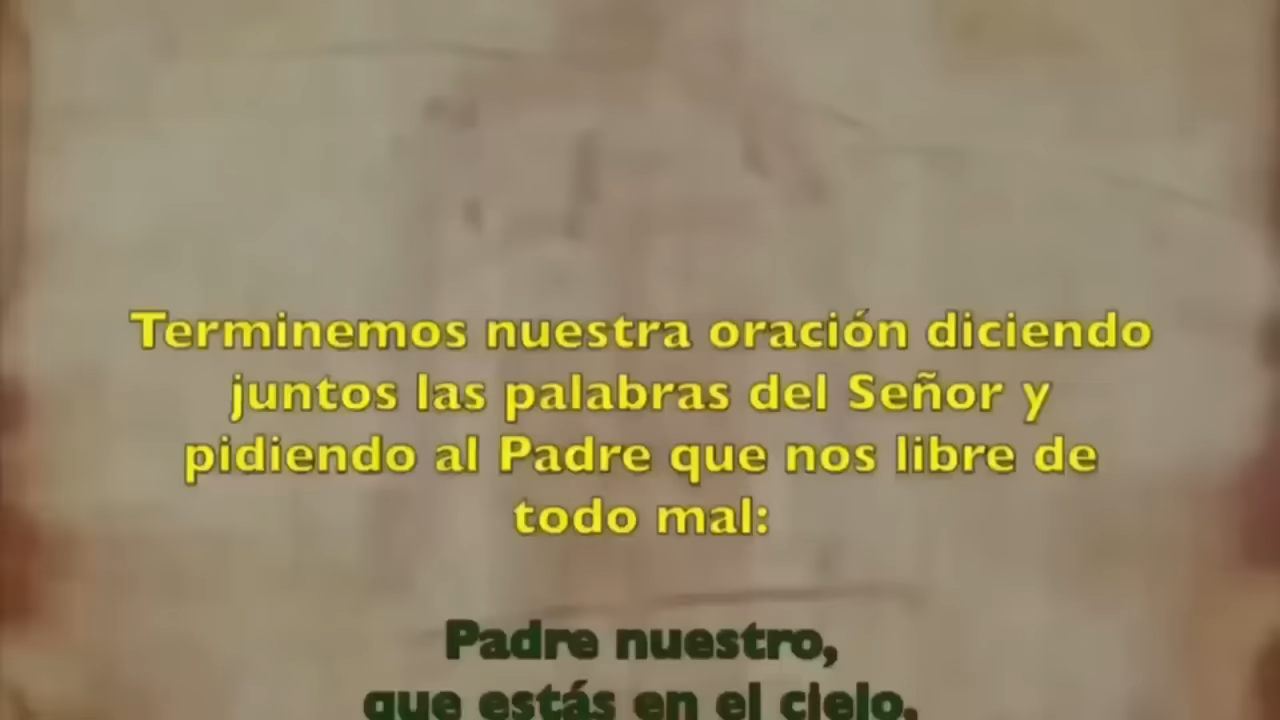 Terminemos nuestra oración diciendo
juntos las palabras del Señor y
pidiendo al Padre que nos libre de
todo mal:
Padre nuestro,
que estás en el cielo,